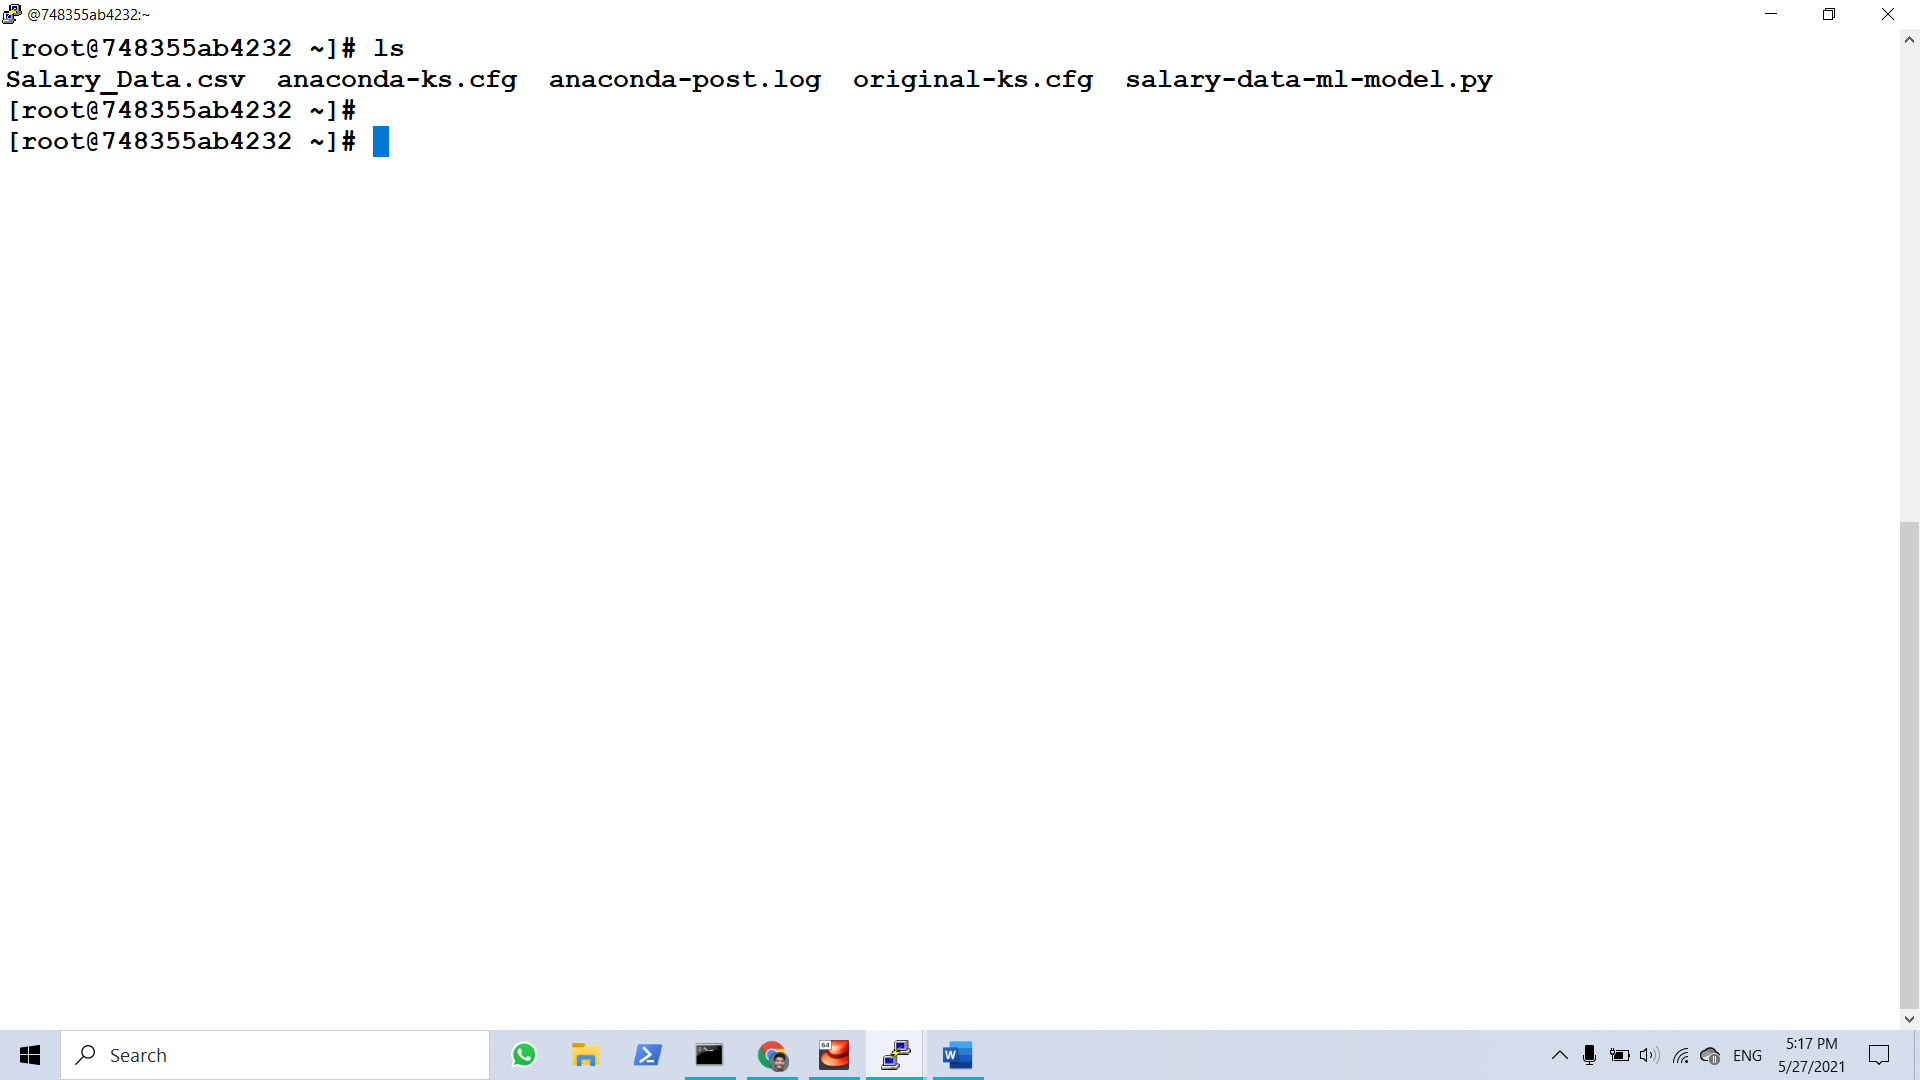 @748355ab4232:~
[root@748355ab4232 ~]# ls
Salary_Data.csv  anaconda-ks.cfg  anaconda-post.log  original-ks.cfg  salary-data-ml-model.py
[root@748355ab4232 ~]#
[root@748355ab4232 ~]#
Search
64
W
ENG
5:17 PM
5/27/2021